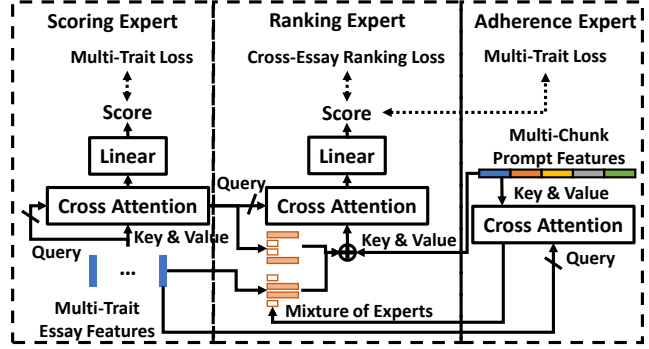 Scoring Expert
Multi-Trait Loss
Score
Linear
Cross Attention
Query
Key & Value
...
Multi-Trait
Essay Features
Ranking Expert
Cross-Essay Ranking Loss
Score
Linear
Query
Cross Attention
Key & Value
Mixture of Experts
Adherence Expert
Multi-Trait Loss
Multi-Chunk
Prompt Features
Key & Value
Cross Attention
Query